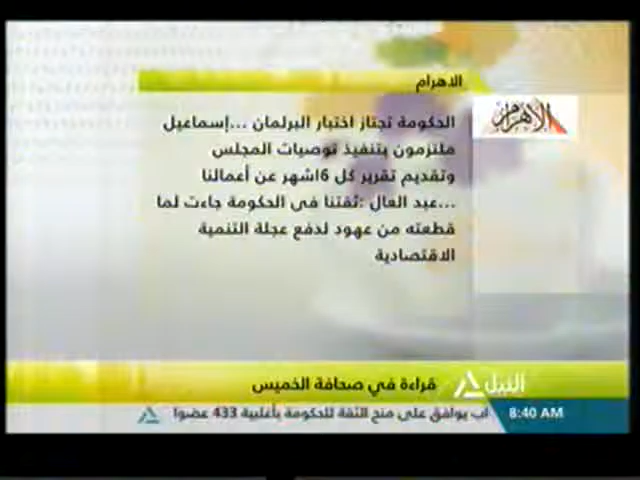 الاهرام
الأهرام
الحكومة تجتاز اختبار البرلمان ...إسماعيل
ملتزمون بتنفيذ توصيات المجلس
وتقديم تقرير كل 6اشهر عن أعمالنا
...عبد العال :ثقتنا فى الحكومة جاءت لما
قطعته من عهود لدفع عجلة التنمية
الاقتصادية
النيل قراءة في صحافة الخميس
8:40 AM اب يوافق على منح الثقة للحكومة بأغلبية 433 عضوا